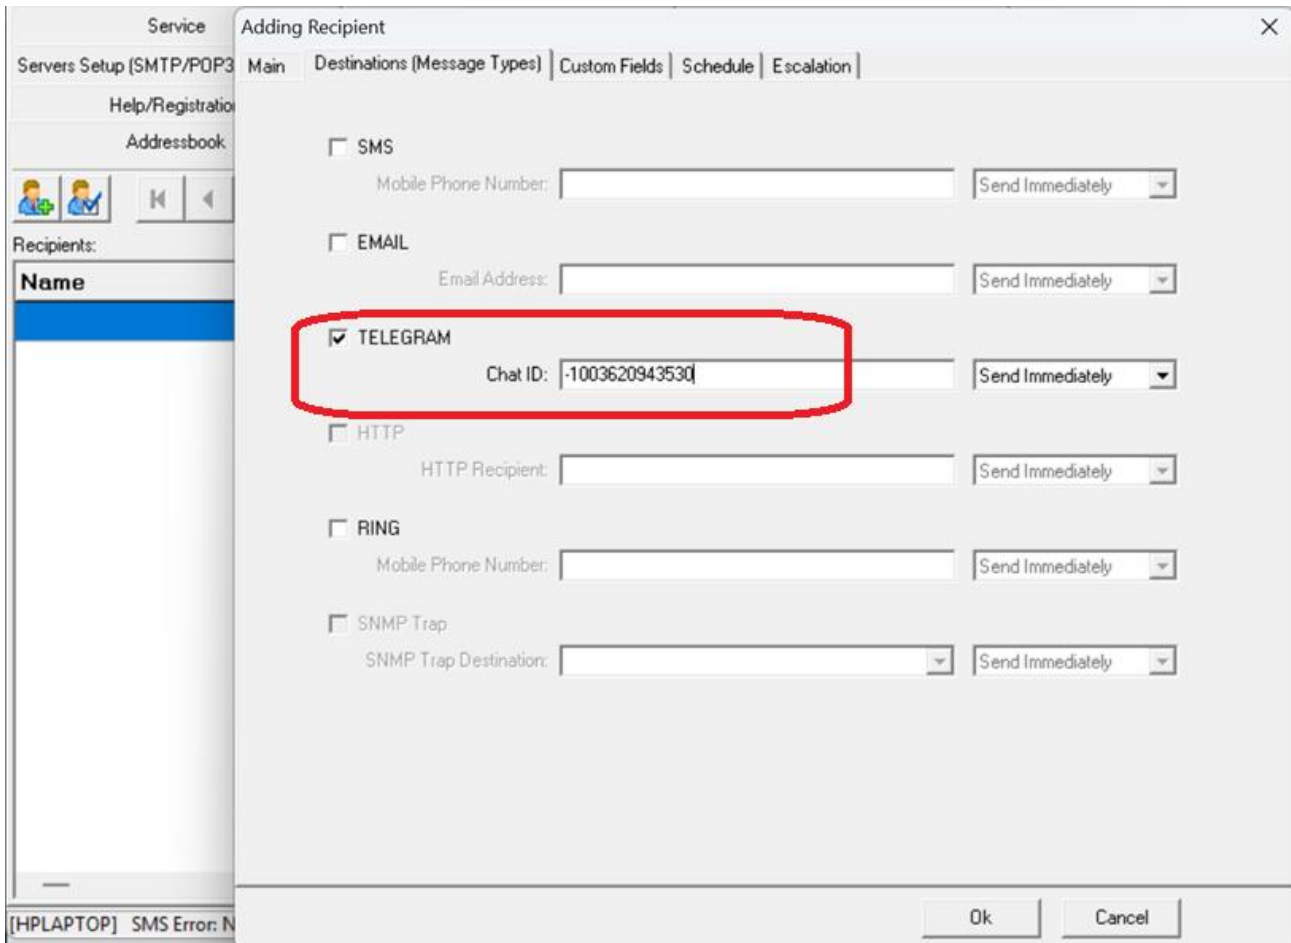 Service
Adding Recipient
Servers Setup (SMTP/POP3
Main
Destinations (Message Types)
Custom Fields
Schedule
Escalation
Help/Registration
Addressbook
Recipients:
Name
SMS
Mobile Phone Number:
Send Immediately
EMAIL
Email Address:
Send Immediately
TELEGRAM
Chat ID:
-1003620943530
Send Immediately
HTTP
HTTP Recipient:
Send Immediately
RING
Mobile Phone Number:
Send Immediately
SNMP Trap
SNMP Trap Destination:
Send Immediately
Ok
Cancel
[HPLAPTOP] SMS Error: N